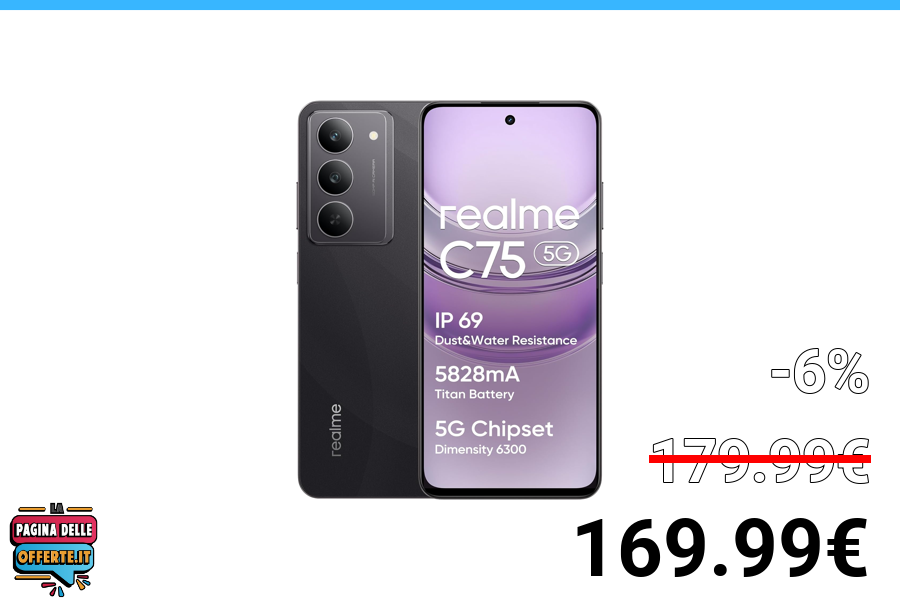 realme
C75 5G
IP 69
Dust&Water Resistance
5828mA
Titan Battery
5G Chipset
Dimensity 6300
realme
-6%
179.99€
169.99€
LA
PAGINA DELLE
OFFERTE.IT